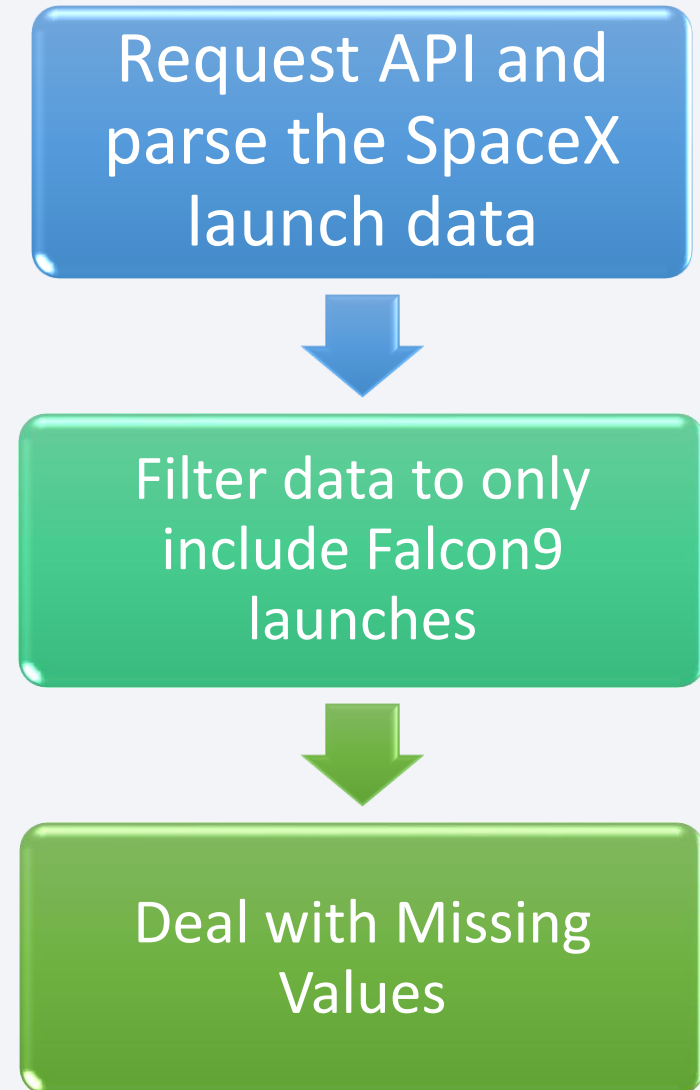 Request API and
parse the SpaceX
launch data
Filter data to only
include Falcon9
launches
Deal with Missing
Values